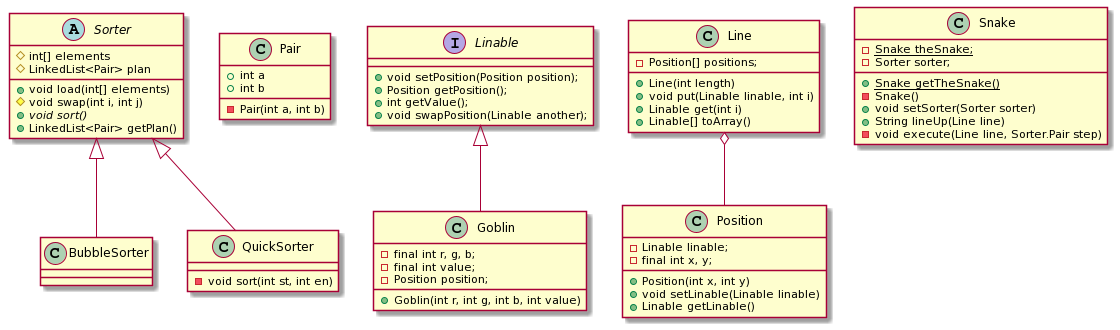 A Sorter
int[] elements
LinkedList<Pair> plan
void load(int[] elements)
void swap(int i, int j)
void sort()
LinkedList<Pair> getPlan()
C Pair
int a
int b
Pair(int a, int b)
I Linable
void setPosition(Position position);
Position getPosition();
int getValue();
void swapPosition(Linable another);
C Line
Position[] positions;
Line(int length)
void put(Linable linable, int i)
Linable get(int i)
Linable[] toArray()
C Snake
Snake theSnake;
Sorter sorter;
Snake getTheSnake()
Snake()
void setSorter(Sorter sorter)
String lineUp(Line line)
void execute(Line line, Sorter.Pair step)
C BubbleSorter
C QuickSorter
void sort(int st, int en)
C Goblin
final int r, g, b;
final int value;
Position position;
Goblin(int r, int g, int b, int value)
C Position
Linable linable;
final int x, y;
Position(int x, int y)
void setLinable(Linable linable)
Linable getLinable()